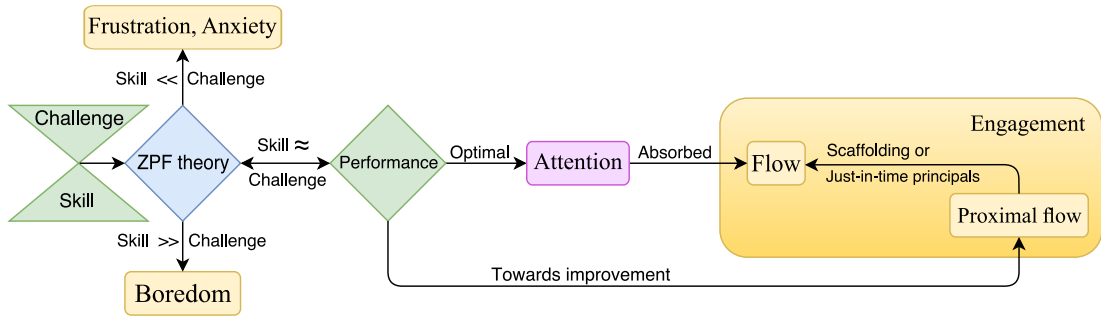 Frustration, Anxiety
Skill << Challenge
Challenge
Skill
ZPF theory
Skill ≈
Challenge
Performance
Optimal
Attention
Absorbed
Engagement
Flow
Scaffolding or
Just-in-time principals
Proximal flow
Skill >> Challenge
Boredom
Towards improvement